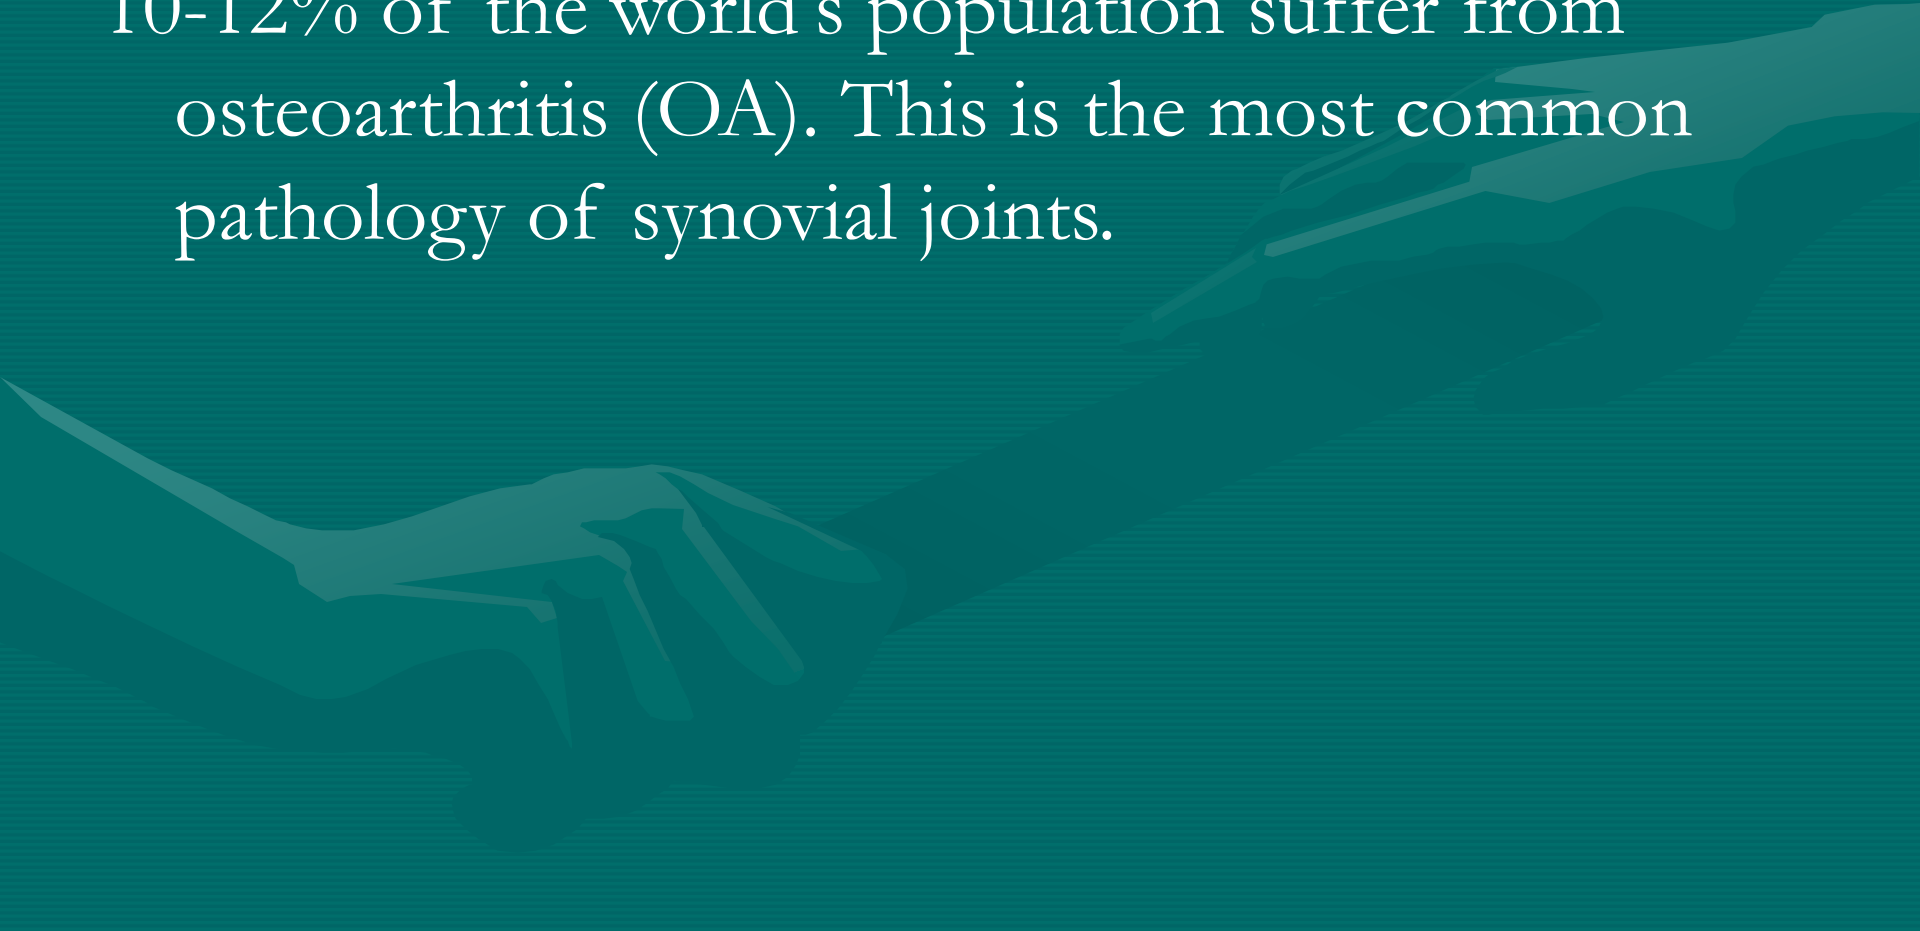 10-12% of the world's population suffer from
osteoarthritis (OA). This is the most common
pathology of synovial joints.